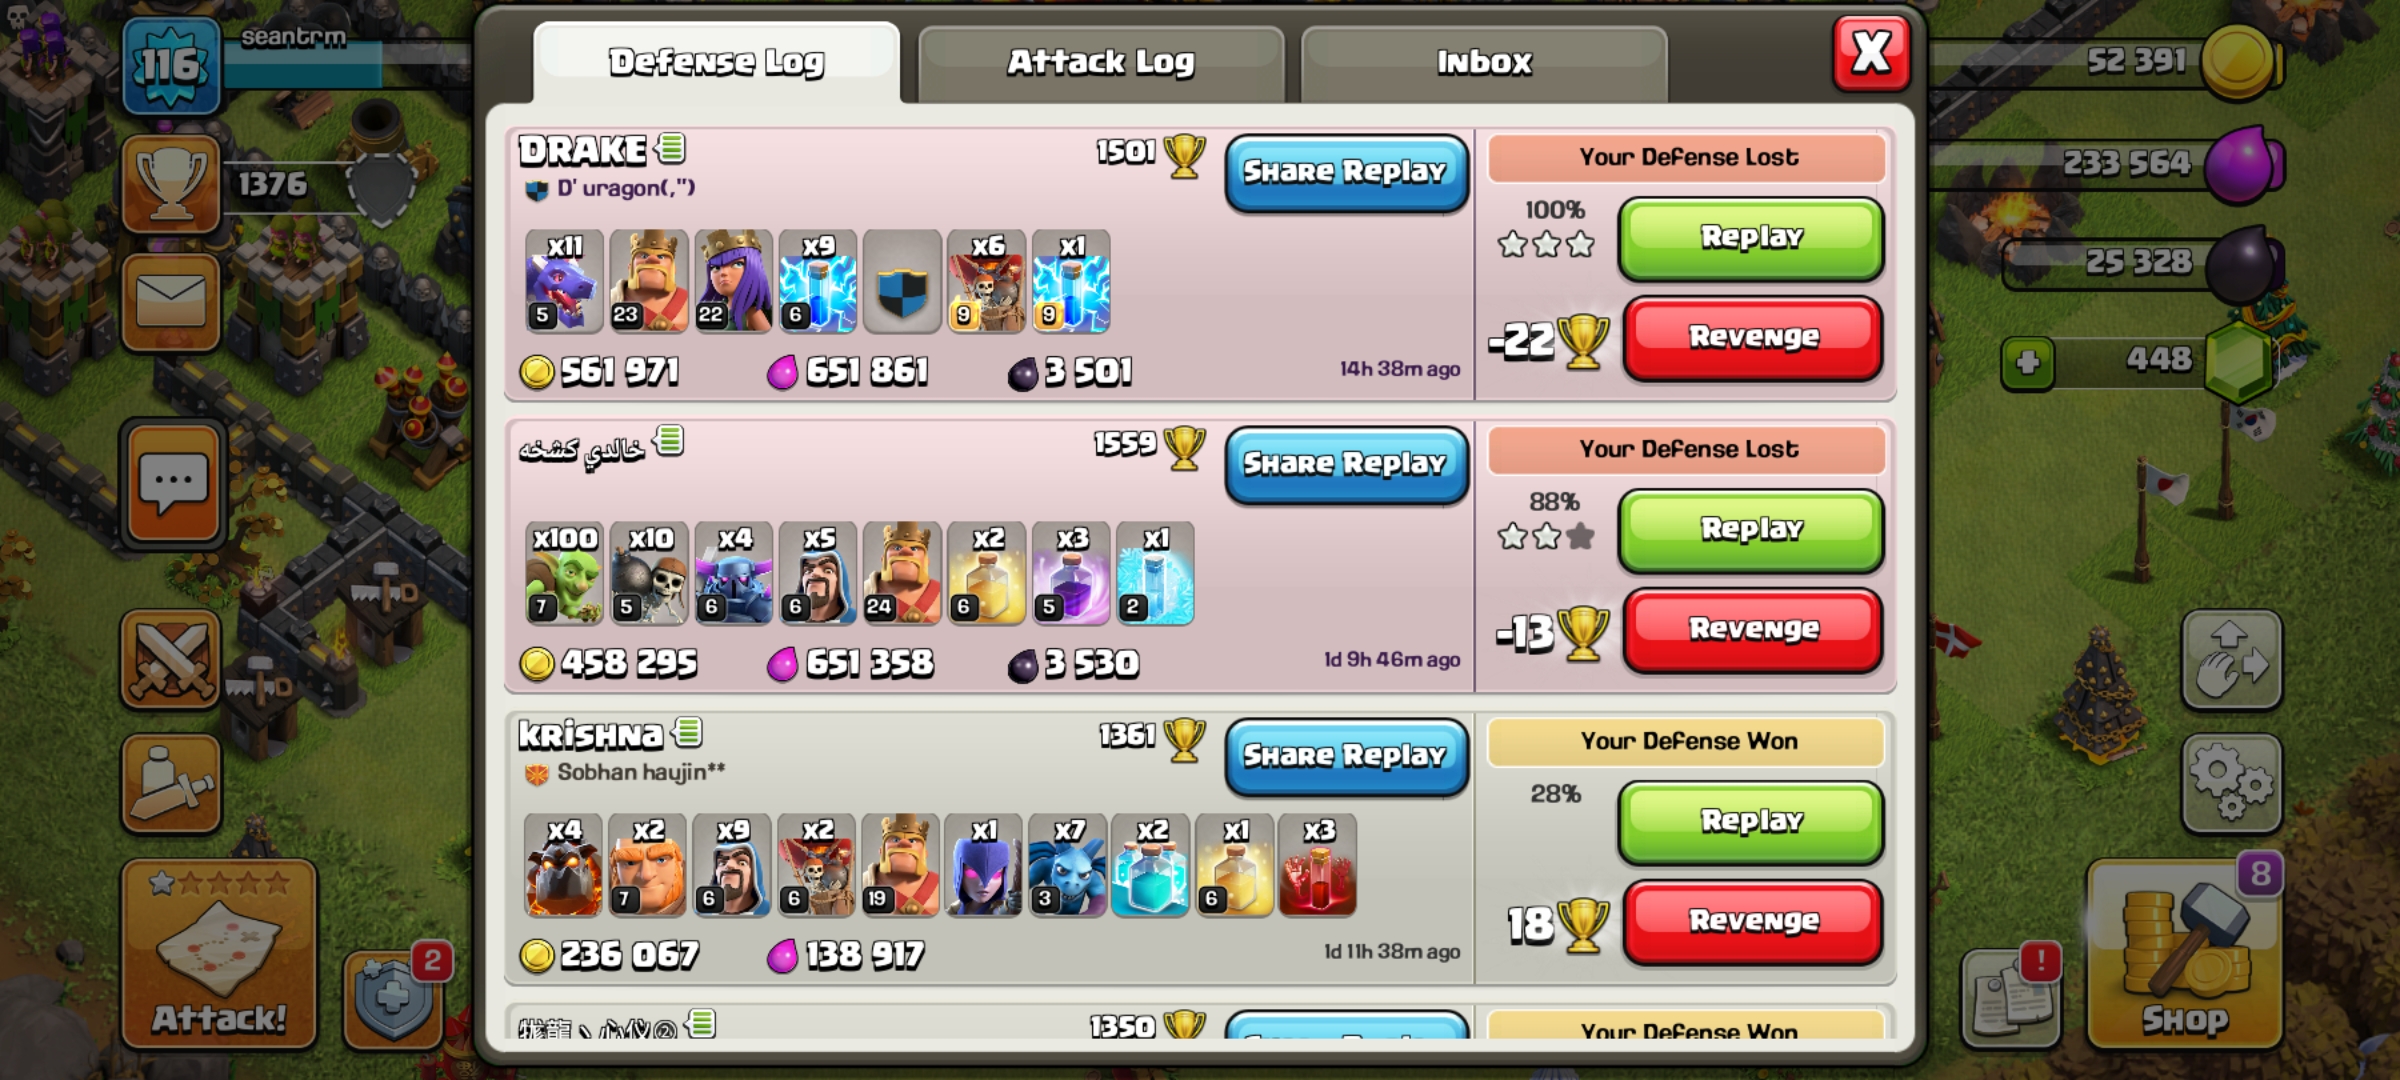 116
seantrm
1376
Attack!
2
Defense Log
Attack Log
Inbox
X
DRAKE
D' uragon(,")
1501
Share Replay
x11
5
23
22
x9
6
x6
9
x1
9
561 971
651 861
3 501
14h 38m ago
Your Defense Lost
100%
Replay
-22
Revenge
خالدي كشخه
1559
Share Replay
x100
7
x10
5
x4
6
x5
6
24
x2
6
x3
5
x1
2
458 295
651 358
3 530
1d 9h 46m ago
Your Defense Lost
88%
Replay
-13
Revenge
kRiSHNa
Sobhan haujin**
1361
Share Replay
x4
x2
7
x9
6
x2
6
19
x1
x7
3
x2
x1
6
x3
236 067
138 917
1d 11h 38m ago
Your Defense Won
28%
Replay
18
Revenge
1350
Your Defense Won
52 391
233 564
25 328
448
8
!
Shop